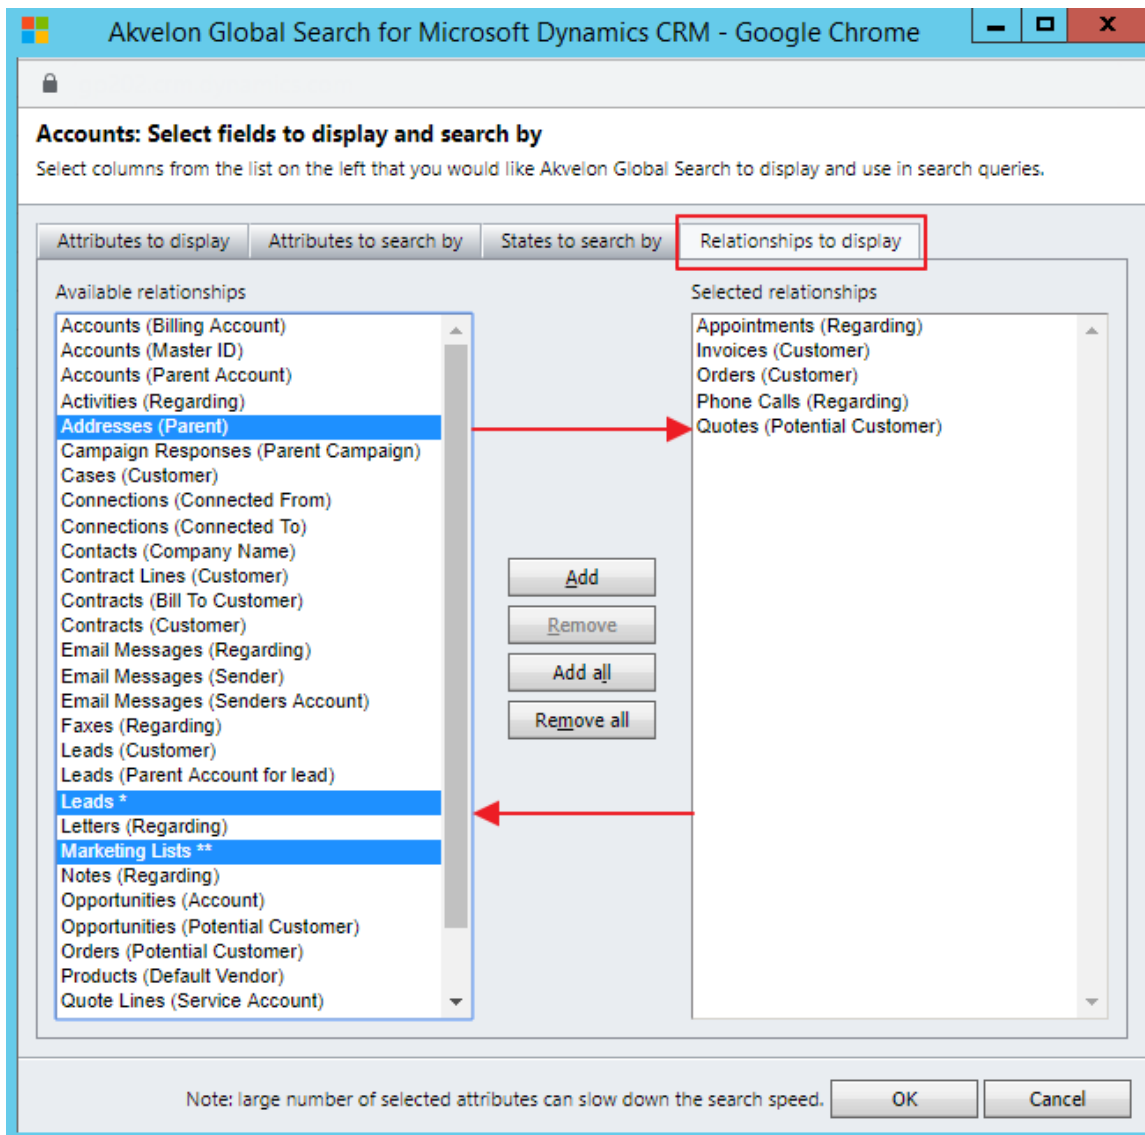 Akvelon Global Search for Microsoft Dynamics CRM - Google Chrome
Accounts: Select fields to display and search by
Select columns from the list on the left that you would like Akvelon Global Search to display and use in search queries.
Attributes to display
Attributes to search by
States to search by
Relationships to display
Available relationships
Accounts (Billing Account)
Accounts (Master ID)
Accounts (Parent Account)
Activities (Regarding)
Addresses (Parent)
Campaign Responses (Parent Campaign)
Cases (Customer)
Connections (Connected From)
Connections (Connected To)
Contacts (Company Name)
Contract Lines (Customer)
Contracts (Bill To Customer)
Contracts (Customer)
Email Messages (Regarding)
Email Messages (Sender)
Email Messages (Senders Account)
Faxes (Regarding)
Leads (Customer)
Leads (Parent Account for lead)
Leads *
Letters (Regarding)
Marketing Lists **
Notes (Regarding)
Opportunities (Account)
Opportunities (Potential Customer)
Orders (Potential Customer)
Products (Default Vendor)
Quote Lines (Service Account)
Add
Remove
Add all
Remove all
Selected relationships
Appointments (Regarding)
Invoices (Customer)
Orders (Customer)
Phone Calls (Regarding)
Quotes (Potential Customer)
Note: large number of selected attributes can slow down the search speed.
OK
Cancel